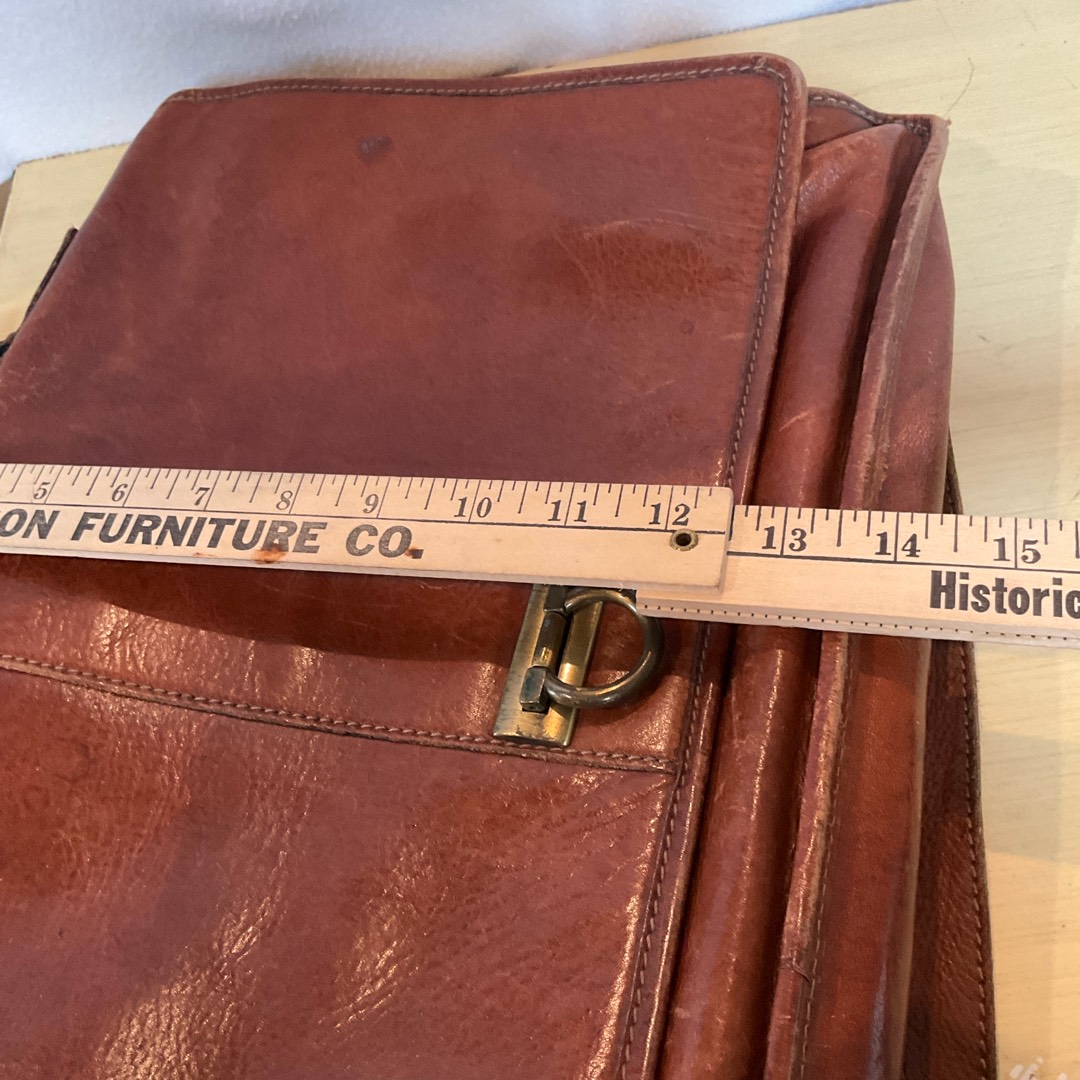 5 6 7 8 9 10 11 12 13 14 15
ON FURNITURE CO.
Historic